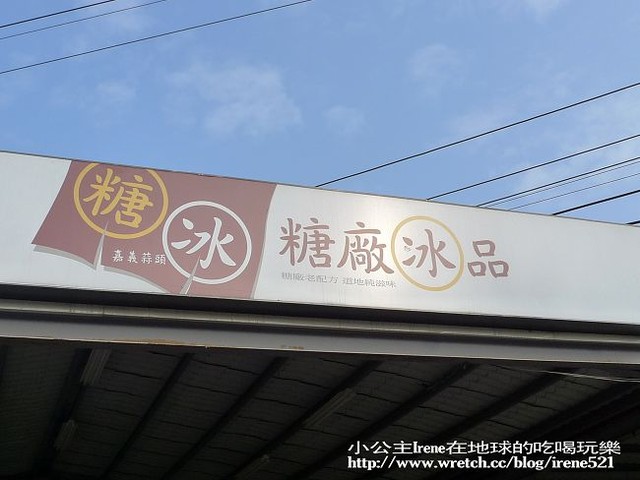 糖
冰
嘉義蒜頭
糖廠冰品
糖廠老配方 道地純滋味
小公主Irene在地球的吃喝玩樂
http://www.wretch.cc/blog/irene521